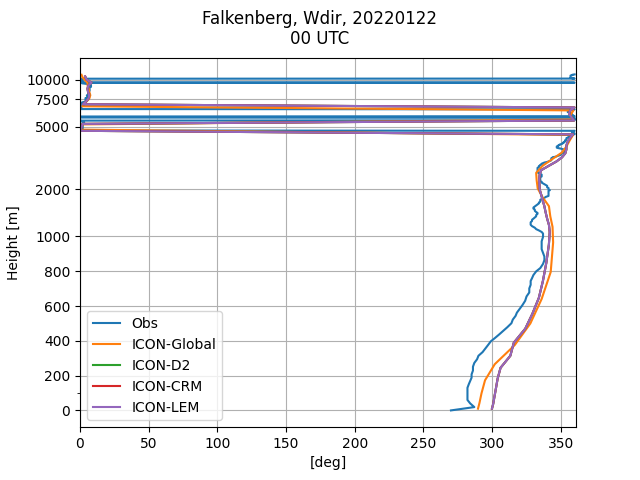 Falkenberg, Wdir, 20220122
00 UTC
10000
7500
5000
2000
1000
800
600
400
200
0
Height [m]
Obs
ICON-Global
ICON-D2
ICON-CRM
ICON-LEM
0 50 100 150 200 250 300 350
[deg]